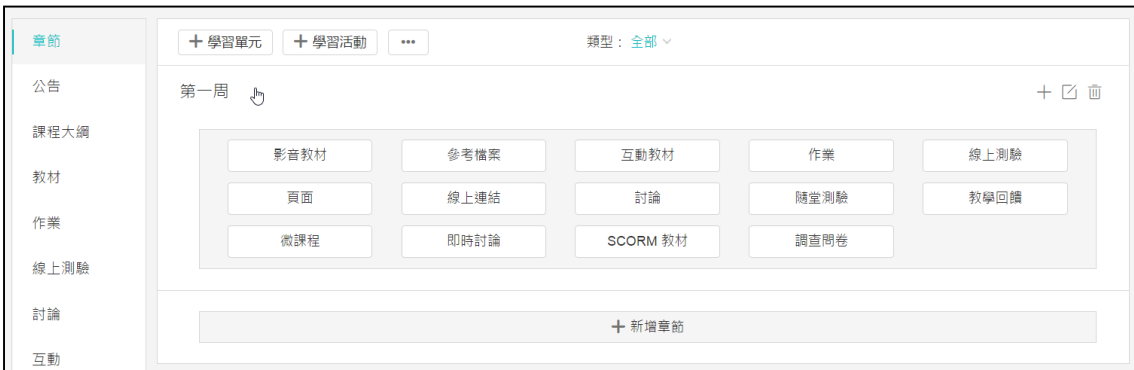 章節
公告
課程大綱
教材
作業
線上測驗
討論
互動
+ 學習單元 + 學習活動 ••• 類型： 全部
第一周
影音教材 參考檔案 互動教材 作業 線上測驗
頁面 線上連結 討論 隨堂測驗 教學回饋
微課程 即時討論 SCORM 教材 調查問卷
+ 新增章節